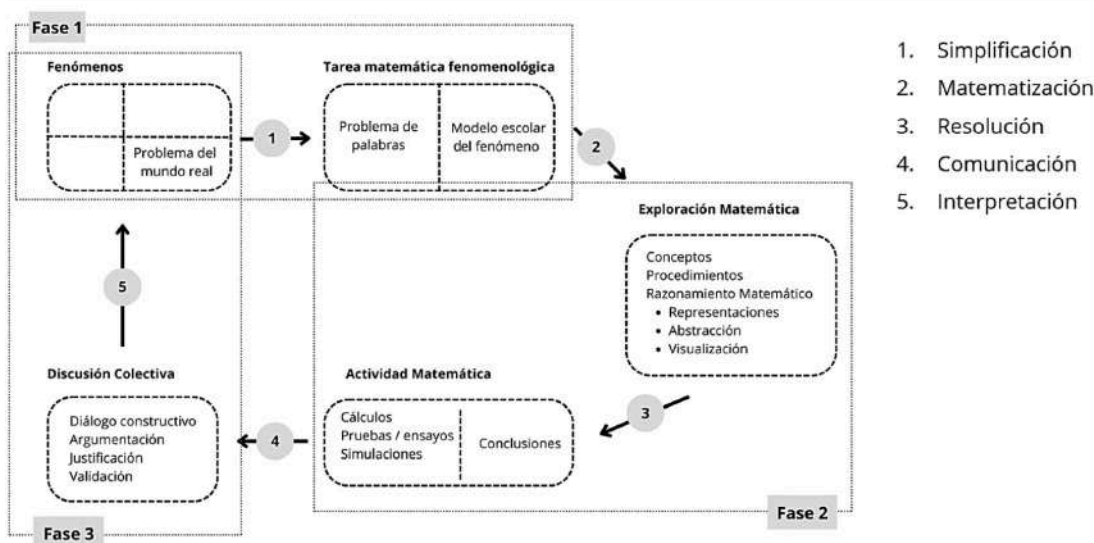 Fase 1
Fenómenos
Problema del
mundo real
1
Tarea matemática fenomenológica
Problema de
palabras
Modelo escolar
del fenómeno
2
Exploración Matemática
Conceptos
Procedimientos
Razonamiento Matemático
• Representaciones
• Abstracción
• Visualización
3
Actividad Matemática
Cálculos
Pruebas / ensayos
Simulaciones
Conclusiones
Fase 2
4
Discusión Colectiva
Diálogo constructivo
Argumentación
Justificación
Validación
5
Fase 3
1. Simplificación
2. Matematización
3. Resolución
4. Comunicación
5. Interpretación